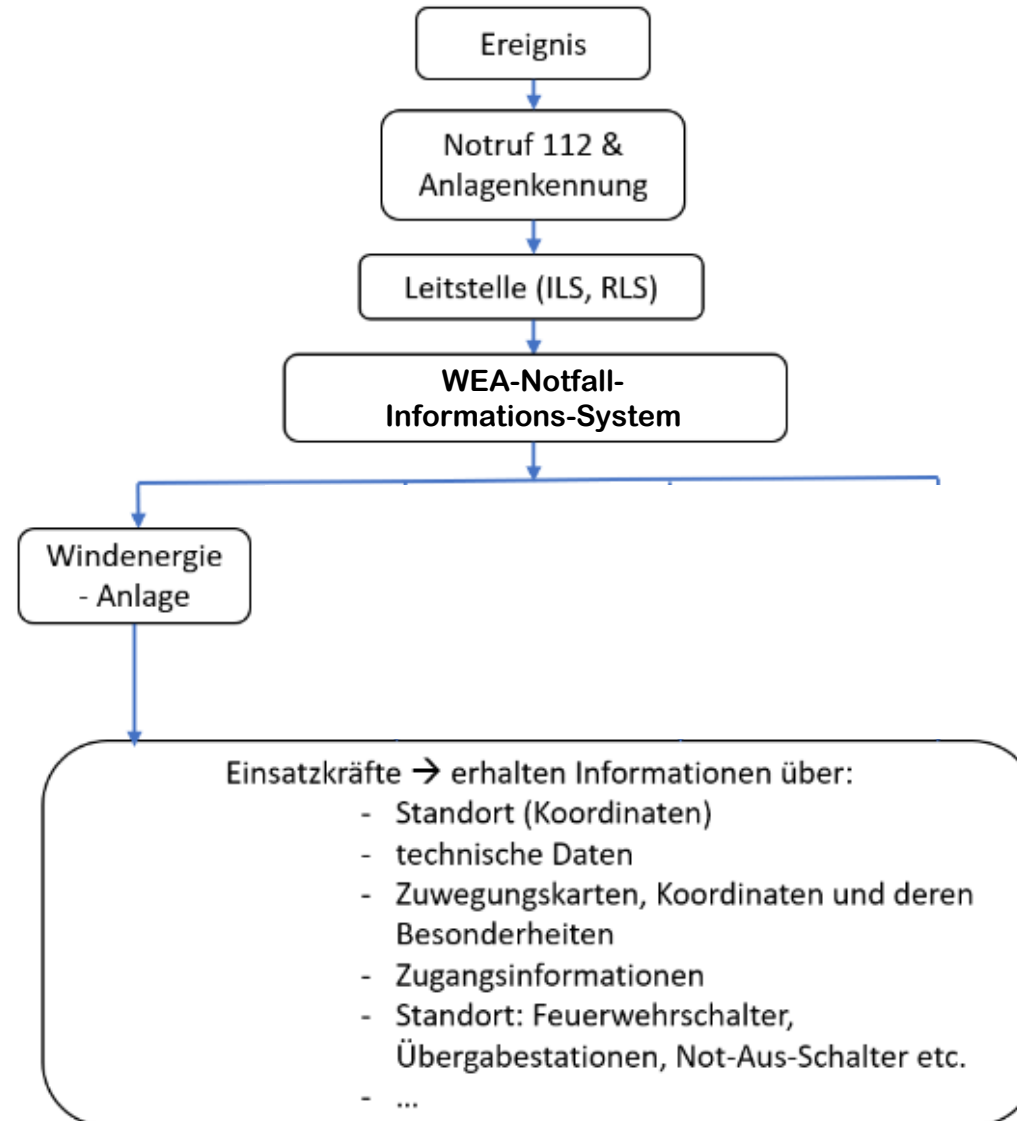 Ereignis
Notruf 112 &
Anlagenkennung
Leitstelle (ILS, RLS)
WEA-Notfall-
Informations-System
Windenergie
- Anlage
Einsatzkräfte → erhalten Informationen über:
- Standort (Koordinaten)
- technische Daten
- Zuwegungskarten, Koordinaten und deren
Besonderheiten
- Zugangsinformationen
- Standort: Feuerwehrschalter,
Übergabestationen, Not-Aus-Schalter etc.
- ...